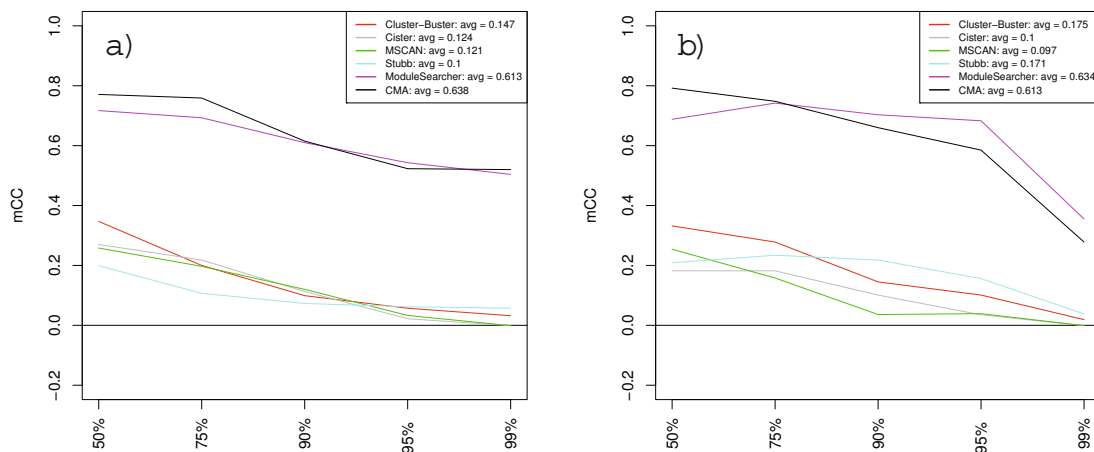 a)
Cluster−Buster: avg = 0.147
Cister: avg = 0.124
MSCAN: avg = 0.121
Stubb: avg = 0.1
ModuleSearcher: avg = 0.613
CMA: avg = 0.638
mCC
1.0
0.8
0.6
0.4
0.2
0.0
−0.2
50%
75%
90%
95%
99%
b)
Cluster−Buster: avg = 0.175
Cister: avg = 0.1
MSCAN: avg = 0.097
Stubb: avg = 0.171
ModuleSearcher: avg = 0.634
CMA: avg = 0.613
mCC
1.0
0.8
0.6
0.4
0.2
0.0
−0.2
50%
75%
90%
95%
99%